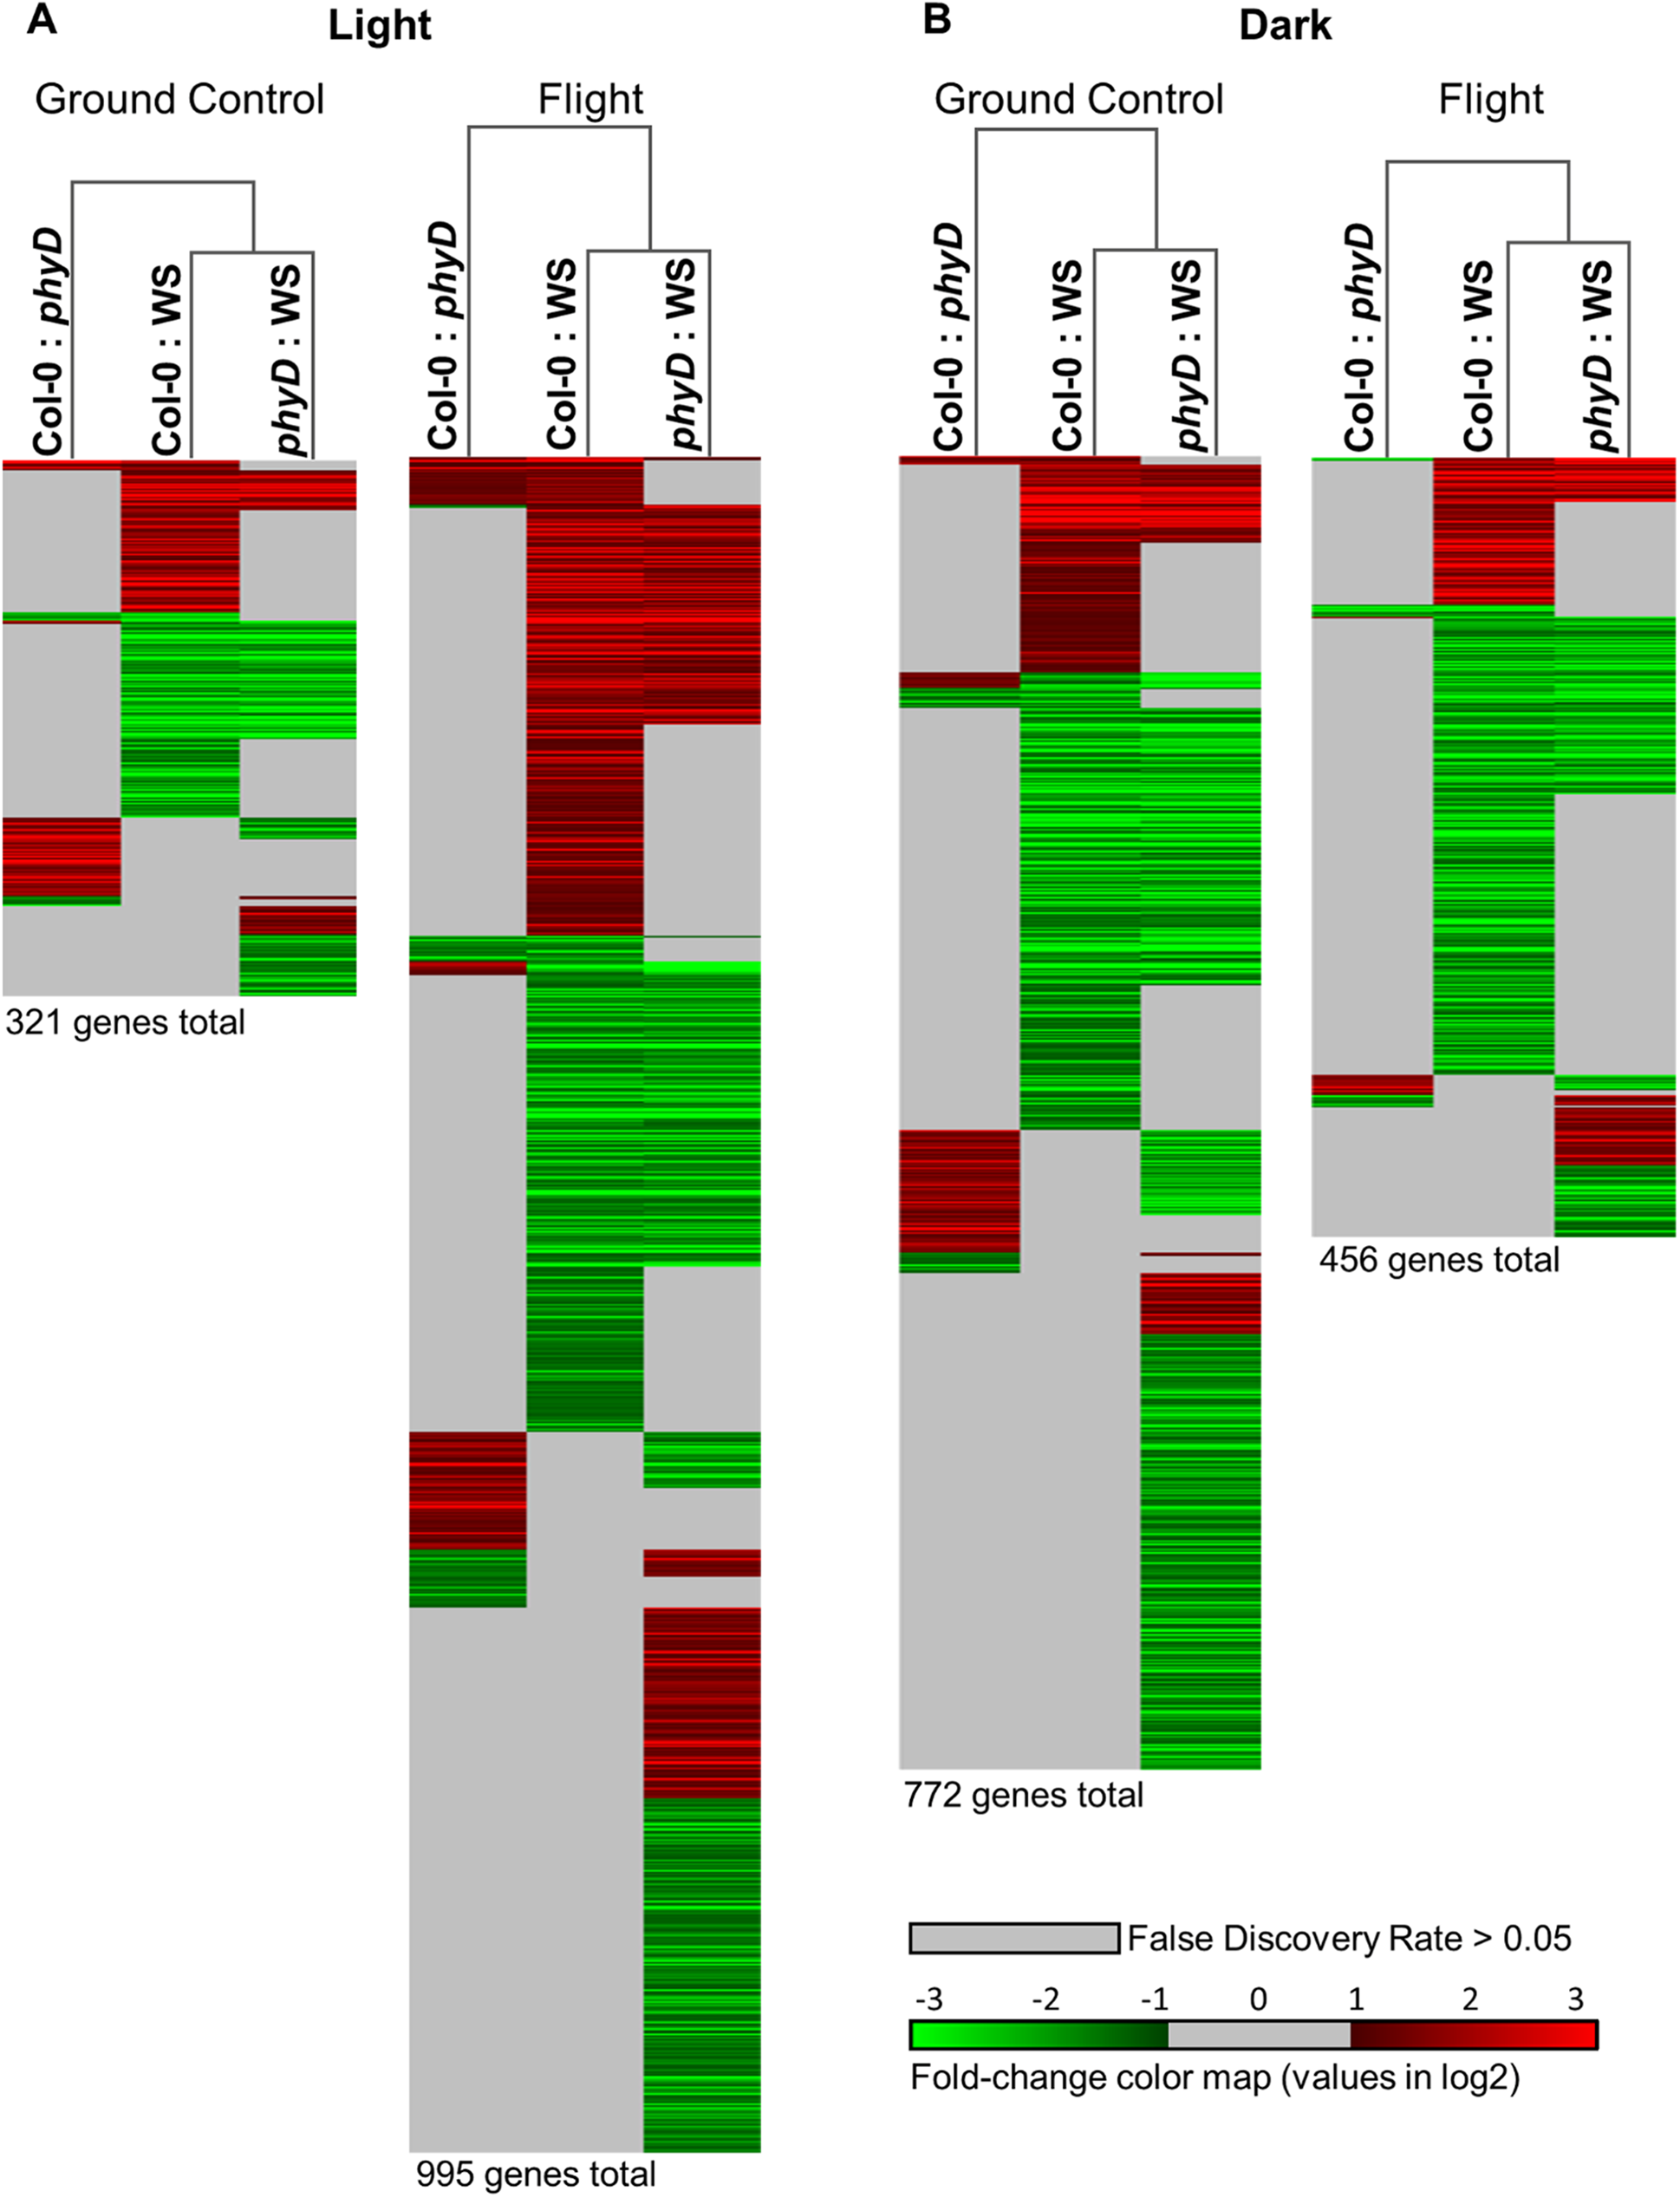 A
Light
Ground Control
Flight
Col-0 : phyD
Col-0 : WS
phyD : WS
Col-0 : phyD
Col-0 : WS
phyD : WS
321 genes total
995 genes total
B
Dark
Ground Control
Flight
Col-0 : phyD
Col-0 : WS
phyD : WS
Col-0 : phyD
Col-0 : WS
phyD : WS
456 genes total
772 genes total
False Discovery Rate > 0.05
-3 -2 -1 0 1 2 3
Fold-change color map (values in log2)